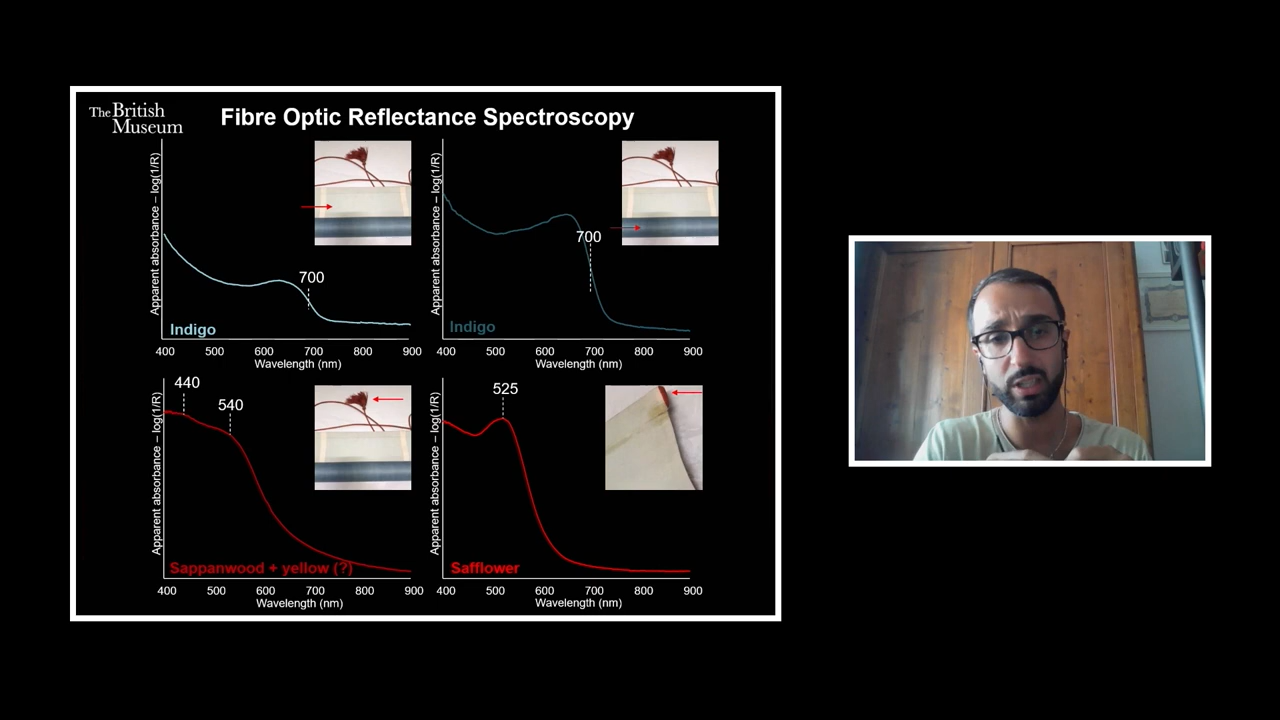 The British
Museum
Fibre Optic Reflectance Spectroscopy
Apparent absorbance – log(1/R)
700
Indigo
400 500 600 700 800 900
Wavelength (nm)
Apparent absorbance – log(1/R)
700
Indigo
400 500 600 700 800 900
Wavelength (nm)
Apparent absorbance – log(1/R)
440
540
Sappanwood + yellow (?)
400 500 600 700 800 900
Wavelength (nm)
Apparent absorbance – log(1/R)
525
Safflower
400 500 600 700 800 900
Wavelength (nm)